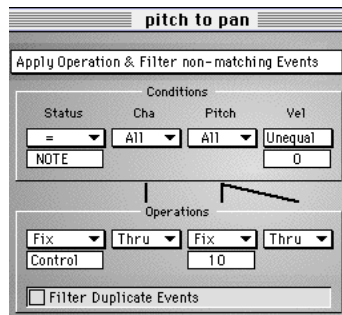 pitch to pan
Apply Operation & Filter non-matching Events
Conditions
Status Cha Pitch Vel
= All All Unequal
NOTE 0
Operations
Fix Thru Fix Thru
Control 10
Filter Duplicate Events